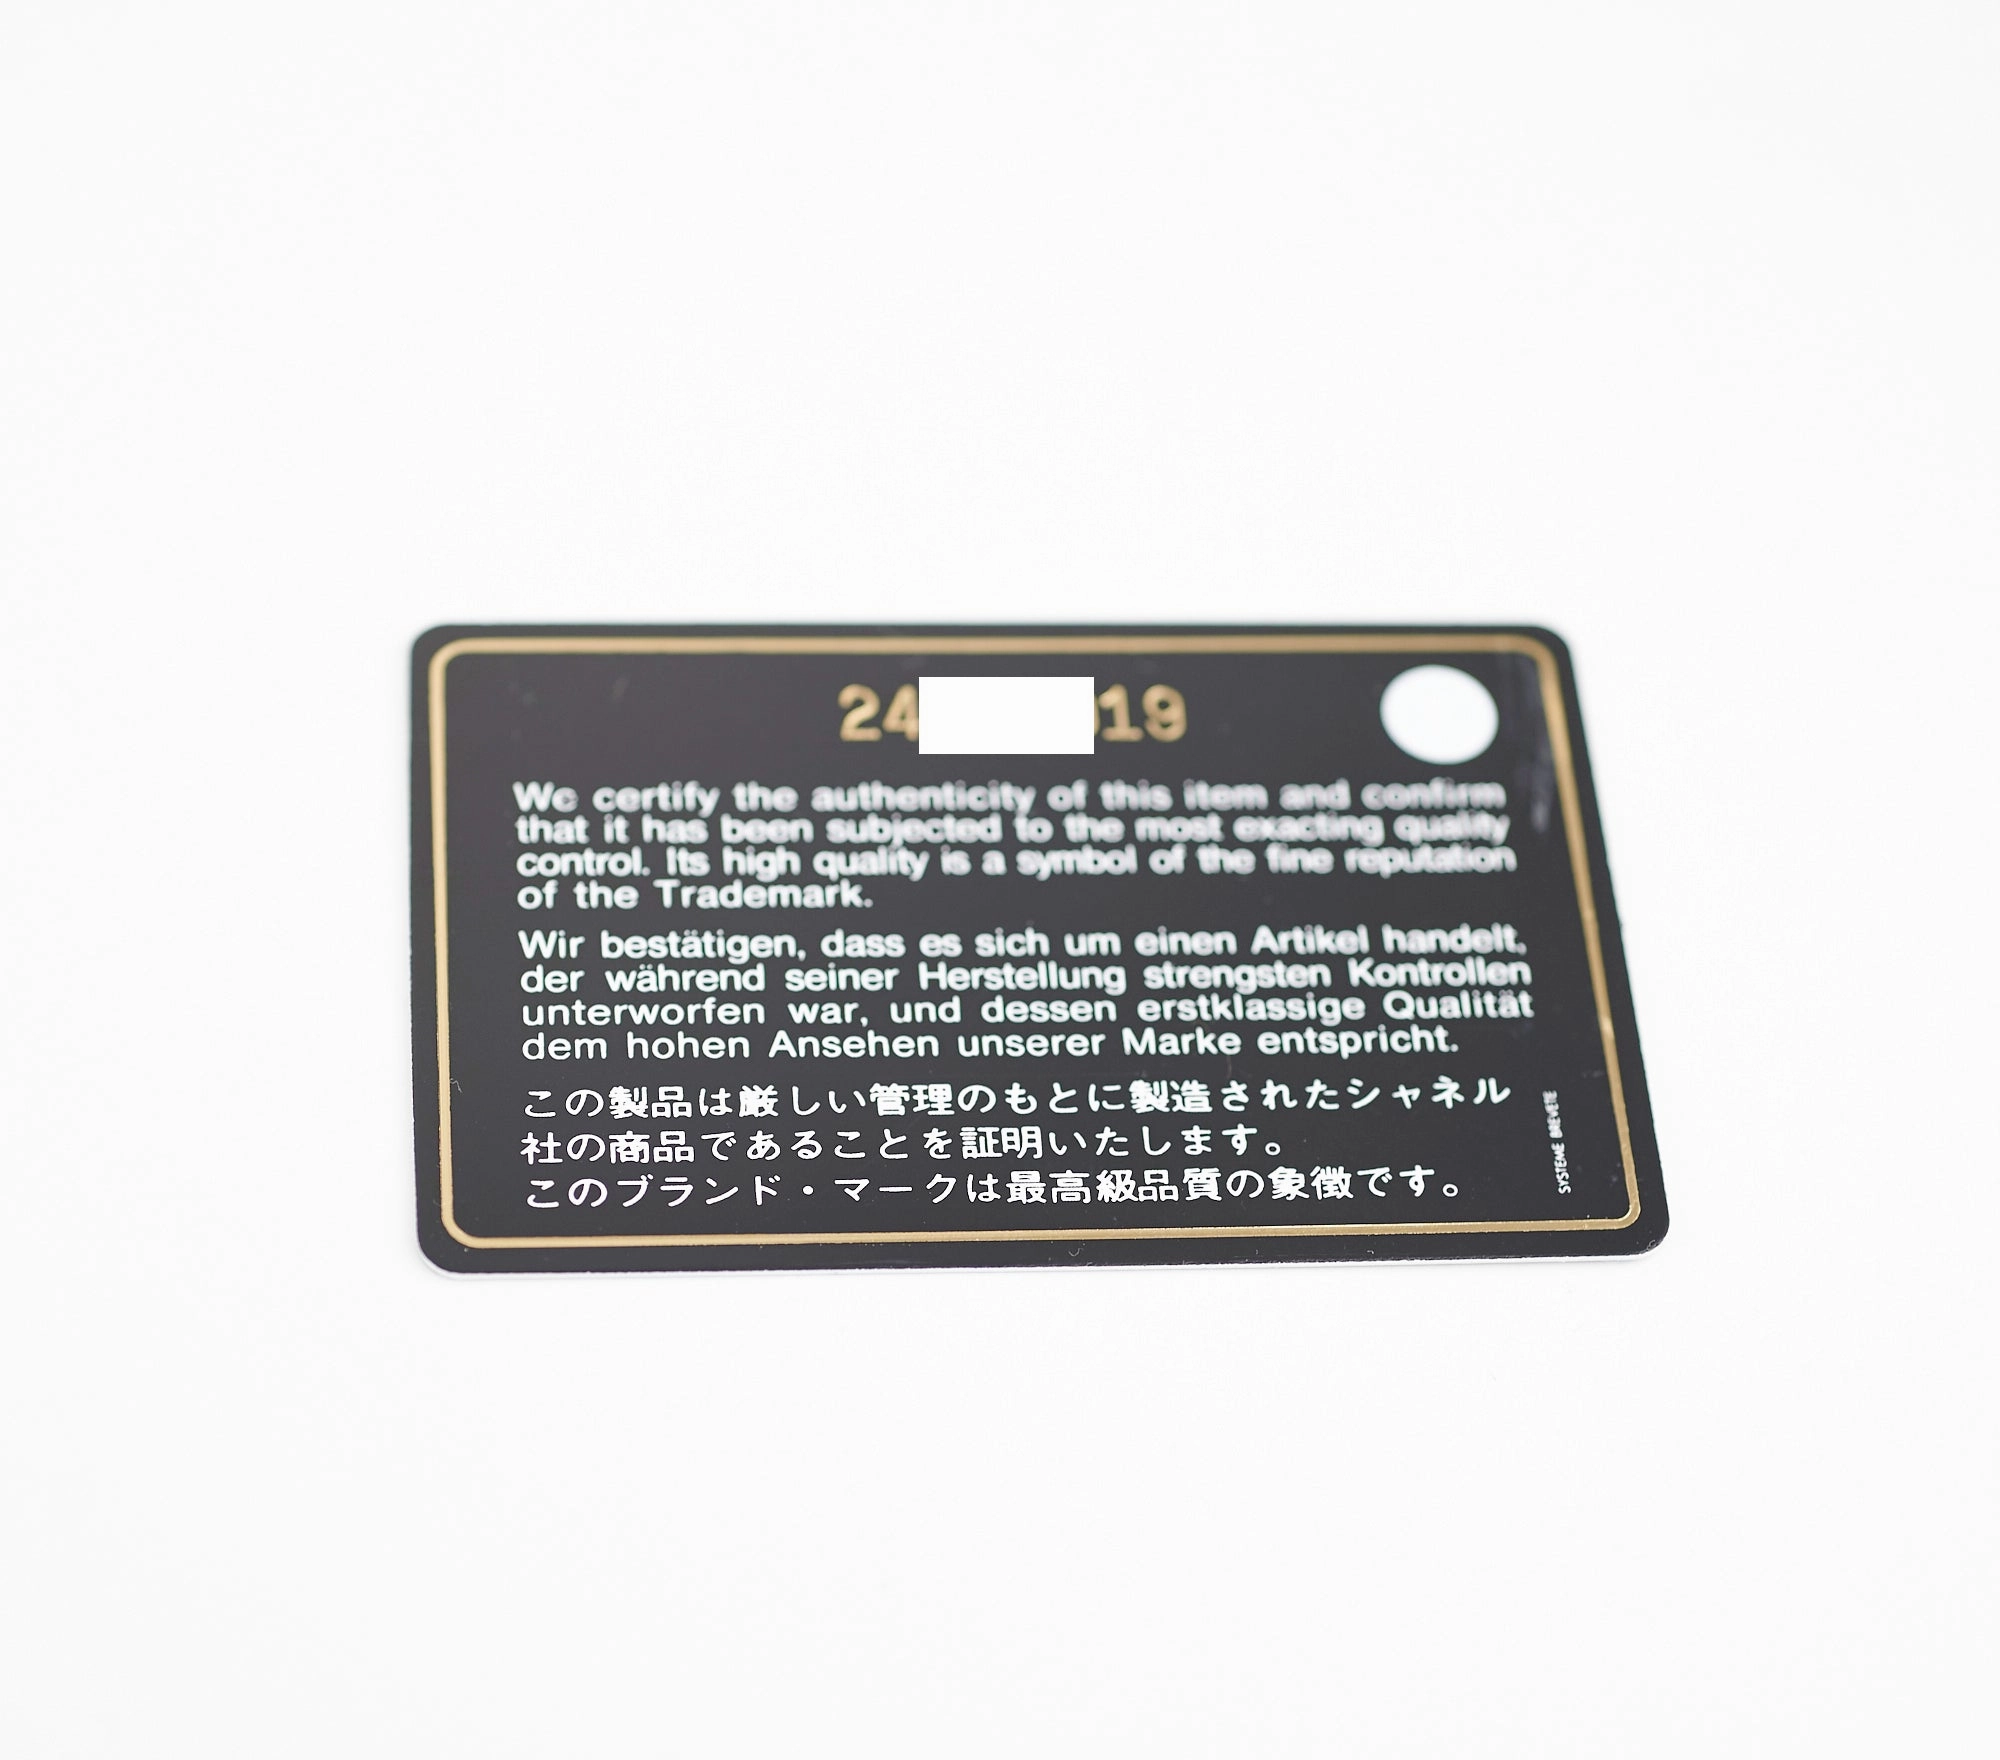 24 19
We certify the authenticity of this item and confirm
that it has been subjected to the most exacting quality
control. Its high quality is a symbol of the fine reputation
of the Trademark.
Wir bestätigen, dass es sich um einen Artikel handelt,
der während seiner Herstellung strengsten Kontrollen
unterworfen war, und dessen erstklassige Qualität
dem hohen Ansehen unserer Marke entspricht.
この製品は厳しい管理のもとに製造されたシャネル
社の商品であることを証明いたします。
このブランド・マークは最高級品質の象徴です。
SYSTEME BREVETE